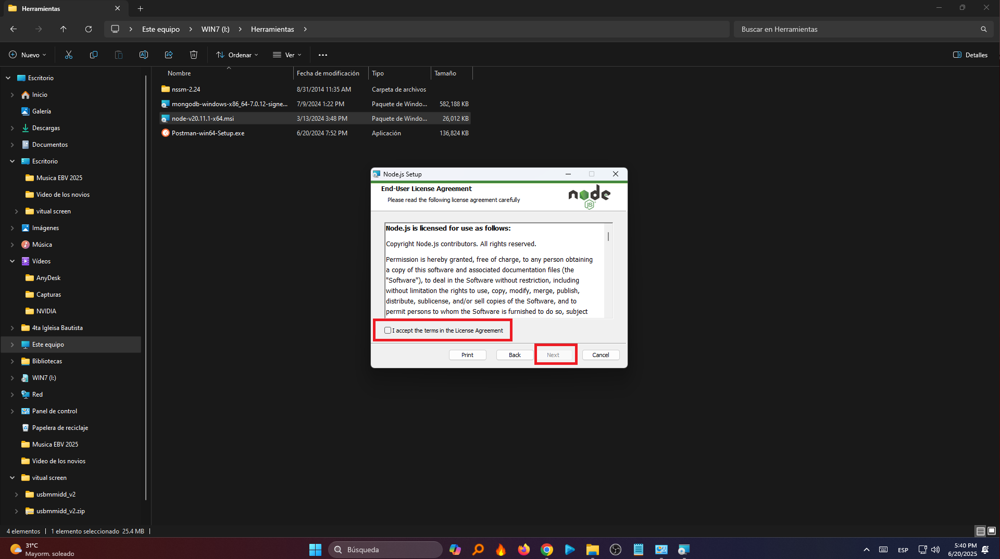 Herramientas
Este equipo
WIN7 (I:)
Herramientas
Buscar en Herramientas
Nuevo
Ordenar
Ver
Detalles
Nombre
Fecha de modificación
Tipo
Tamaño
nssm-2.24
8/31/2014 11:35 AM
Carpeta de archivos
mongodb-windows-x86_64-7.0.12-signe...
7/9/2024 1:22 PM
Paquete de Windo...
582,188 KB
node-v20.11.1-x64.msi
3/13/2024 3:48 PM
Paquete de Windo...
26,012 KB
Postman-win64-Setup.exe
6/20/2024 7:52 PM
Aplicación
136,824 KB
Escritorio
Inicio
Galería
Descargas
Documentos
Escritorio
Musica EBV 2025
Video de los novios
vitual screen
Imágenes
Música
Vídeos
AnyDesk
Capturas
NVIDIA
4ta Igleisa Bautista
Este equipo
Bibliotecas
WIN7 (I:)
Red
Panel de control
Papelera de reciclaje
Musica EBV 2025
Video de los novios
vitual screen
usbmmidd_v2
usbmmidd_v2.zip
Node.js Setup
End-User License Agreement
Please read the following license agreement carefully
node
JS
Node.js is licensed for use as follows:
Copyright Node.js contributors. All rights reserved.
Permission is hereby granted, free of charge, to any person obtaining
a copy of this software and associated documentation files (the
"Software"), to deal in the Software without restriction, including
without limitation the rights to use, copy, modify, merge, publish,
distribute, sublicense, and/or sell copies of the Software, and to
permit persons to whom the Software is furnished to do so, subject
I accept the terms in the License Agreement
Print
Back
Next
Cancel
4 elementos
1 elemento seleccionado 25.4 MB
31°C
Mayorm. soleado
Búsqueda
ESP
5:40 PM
6/20/2025